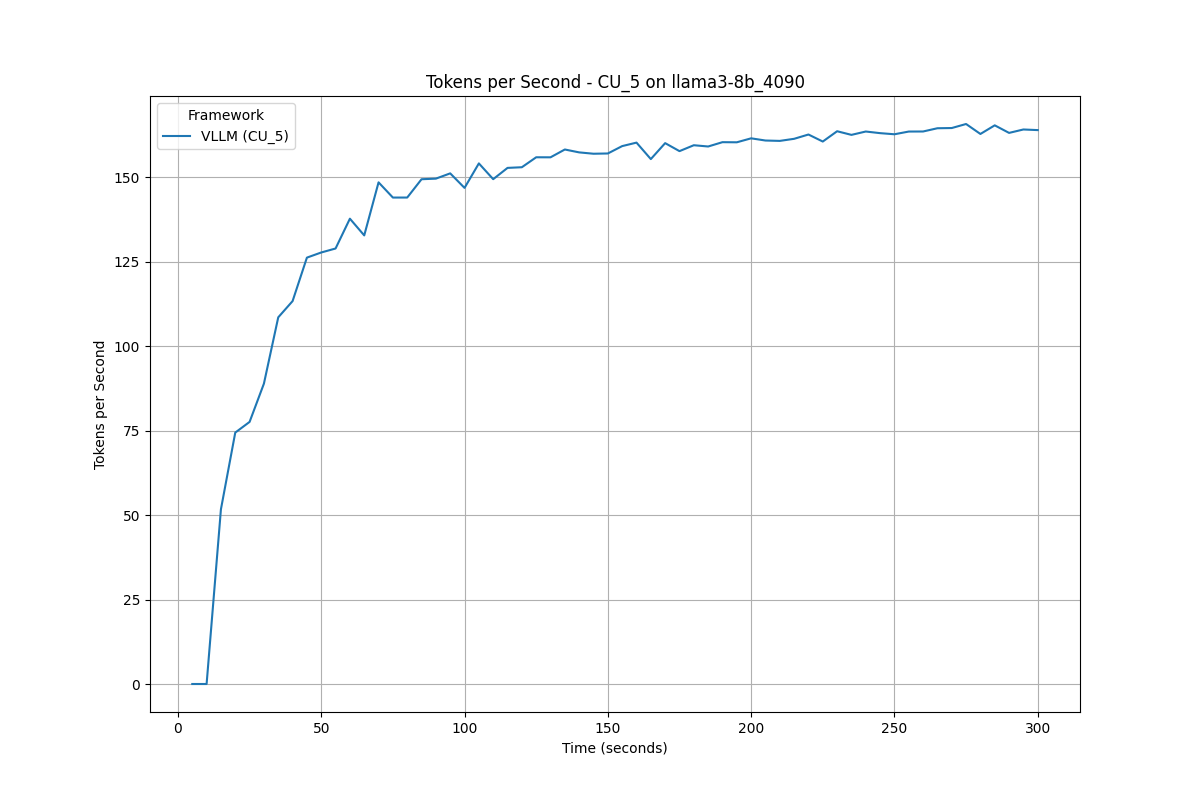 Tokens per Second - CU_5 on llama3-8b_4090
Framework
VLLM (CU_5)
Tokens per Second
150
125
100
75
50
25
0
0 50 100 150 200 250 300
Time (seconds)